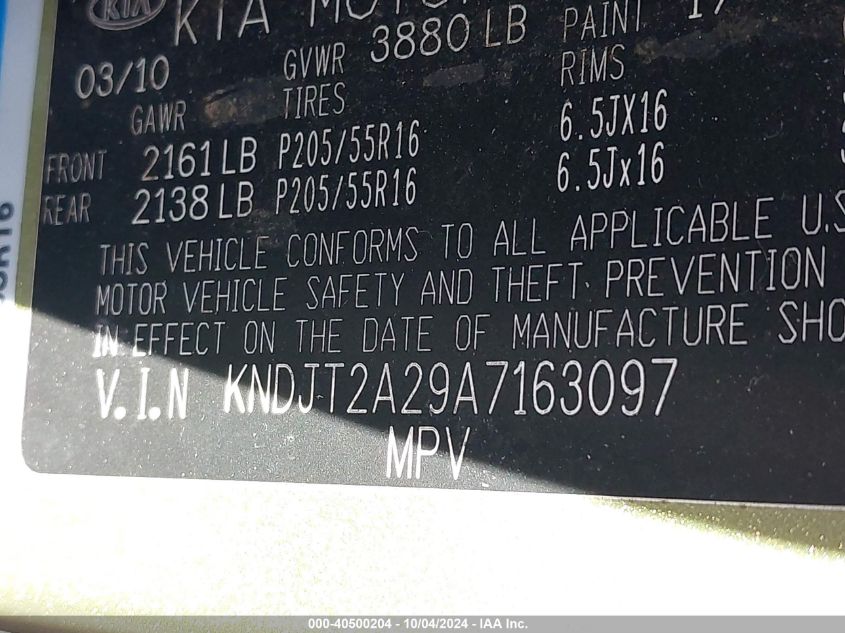 KIA KIA
03/10 GVWR 3880 LB PAINT
GAWR TIRES RIMS
FRONT 2161 LB P205/55R16 6.5JX16
REAR 2138 LB P205/55R16 6.5Jx16
THIS VEHICLE CONFORMS TO ALL APPLICABLE U.S
MOTOR VEHICLE SAFETY AND THEFT PREVENTION
IN EFFECT ON THE DATE OF MANUFACTURE SHO
V.I.N KNDJT2A29A7163097
MPV
000-40500204 - 10/04/2024 - IAA Inc.